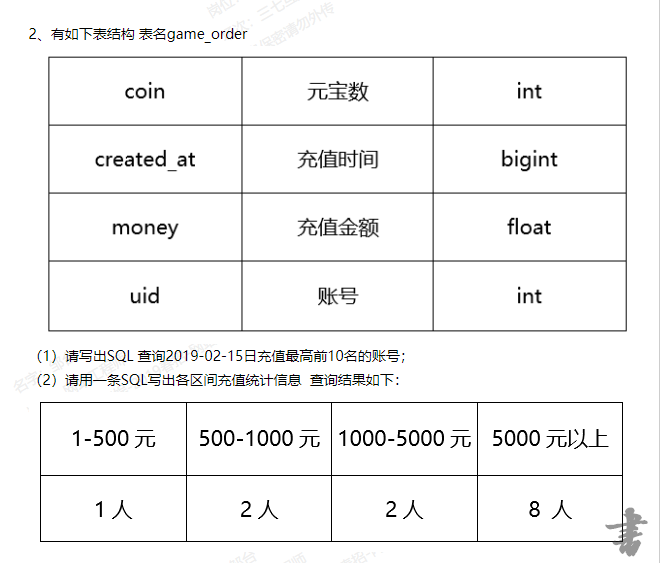 2、有如下表结构 表名game_order
coin 元宝数 int
created_at 充值时间 bigint
money 充值金额 float
uid 账号 int
(1）请写出SQL 查询2019-02-15日充值最高前10名的账号；
(2）请用一条SQL写出各区间充值统计信息 查询结果如下：
1-500 元 500-1000 元 1000-5000 元 5000 元以上
1 人 2 人 2 人 8 人
書